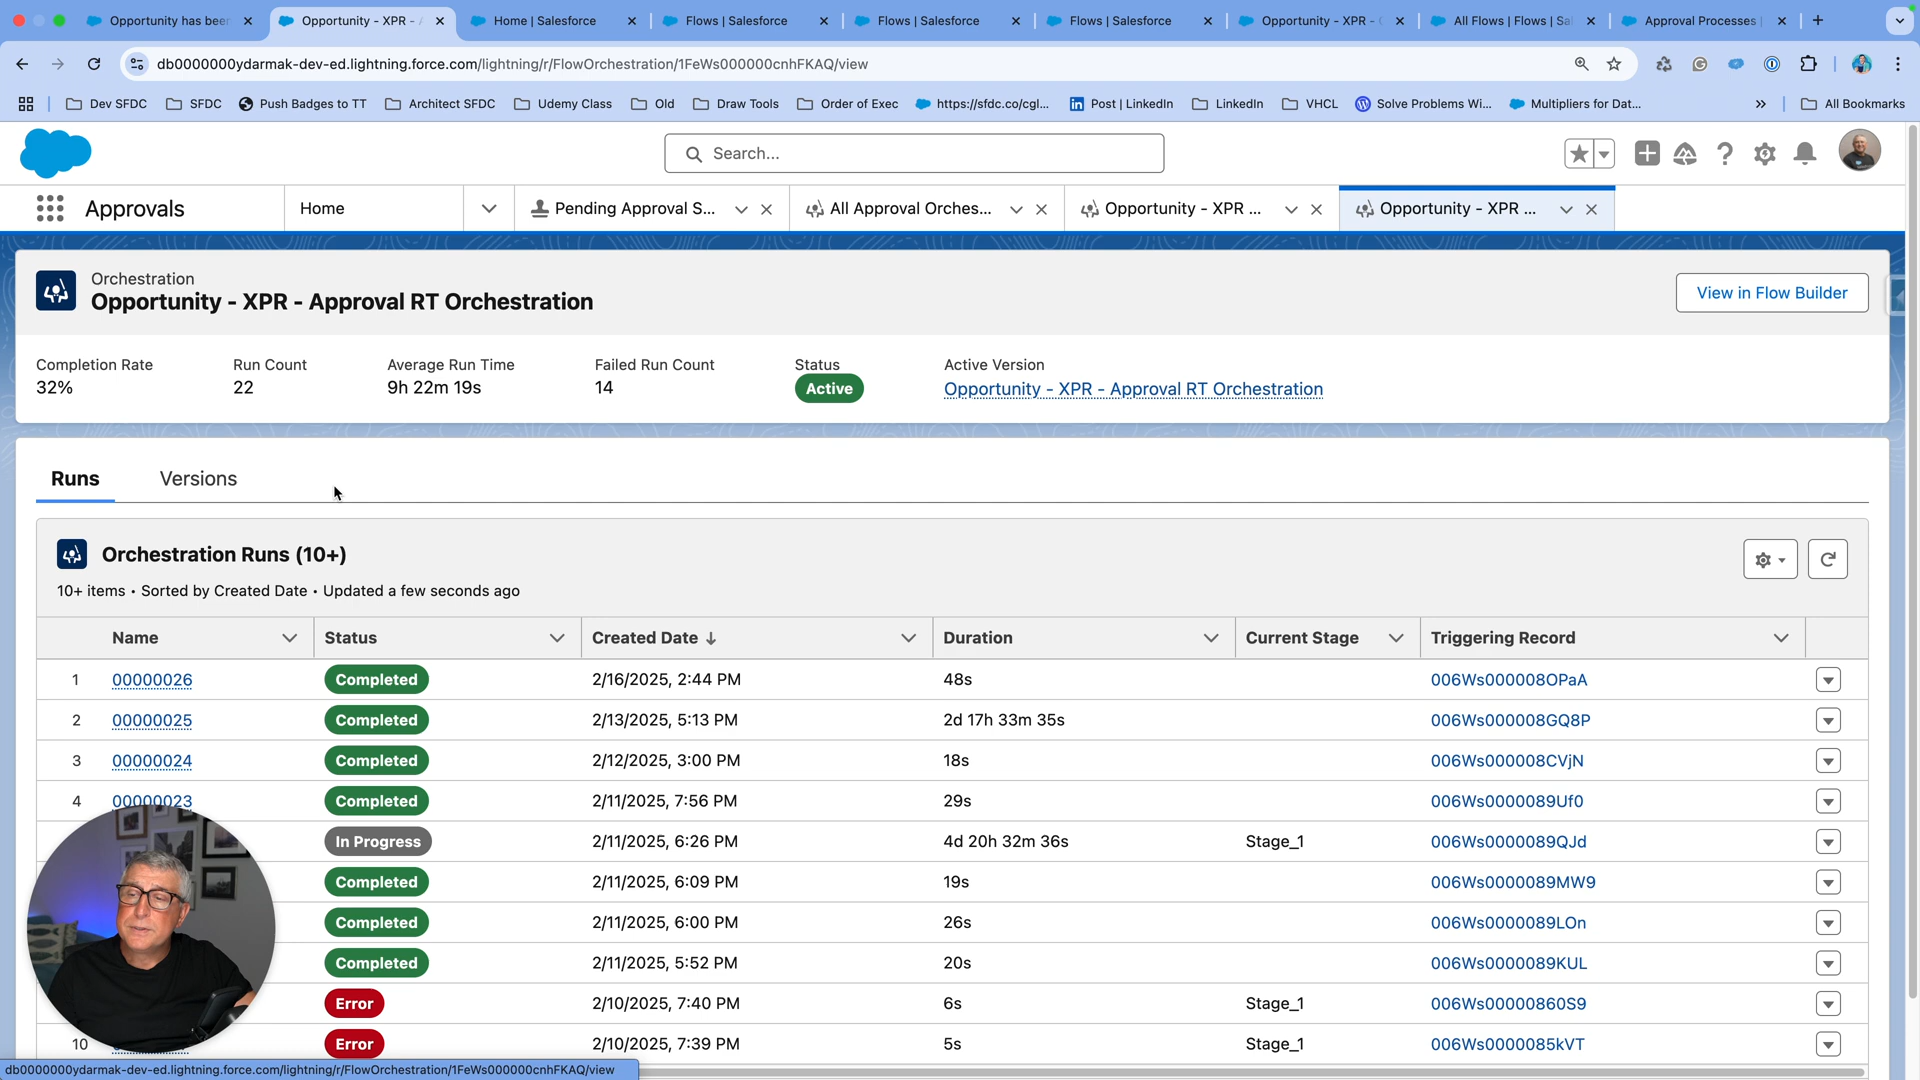 Opportunity has been
Opportunity - XPR - A
Home | Salesforce
Flows | Salesforce
Flows | Salesforce
Flows | Salesforce
Opportunity - XPR -
All Flows | Flows | Sa
Approval Processes |
db0000000ydarmak-dev-ed.lightning.force.com/lightning/r/FlowOrchestration/1FeWs000000cnhFKAQ/view
Dev SFDC
SFDC
Push Badges to TT
Architect SFDC
Udemy Class
Old
Draw Tools
Order of Exec
https://sfdc.co/cgl...
Post | LinkedIn
LinkedIn
VHCL
Solve Problems Wi...
Multipliers for Dat...
All Bookmarks
Search...
Approvals
Home
Pending Approval S...
All Approval Orches...
Opportunity - XPR ...
Opportunity - XPR ...
Orchestration
Opportunity - XPR - Approval RT Orchestration
View in Flow Builder
Completion Rate
32%
Run Count
22
Average Run Time
9h 22m 19s
Failed Run Count
14
Status
Active
Active Version
Opportunity - XPR - Approval RT Orchestration
Runs
Versions
Orchestration Runs (10+)
10+ items • Sorted by Created Date • Updated a few seconds ago
Name Status Created Date Duration Current Stage Triggering Record
1 00000026 Completed 2/16/2025, 2:44 PM 48s 006Ws000008OPaA
2 00000025 Completed 2/13/2025, 5:13 PM 2d 17h 33m 35s 006Ws000008GQ8P
3 00000024 Completed 2/12/2025, 3:00 PM 18s 006Ws000008CVjN
4 00000023 Completed 2/11/2025, 7:56 PM 29s 006Ws0000089Uf0
In Progress 2/11/2025, 6:26 PM 4d 20h 32m 36s Stage_1 006Ws0000089QJd
Completed 2/11/2025, 6:09 PM 19s 006Ws0000089MW9
Completed 2/11/2025, 6:00 PM 26s 006Ws0000089LOn
Completed 2/11/2025, 5:52 PM 20s 006Ws0000089KUL
Error 2/10/2025, 7:40 PM 6s Stage_1 006Ws00000860S9
10 Error 2/10/2025, 7:39 PM 5s Stage_1 006Ws0000085kVT
db0000000ydarmak-dev-ed.lightning.force.com/lightning/r/FlowOrchestration/1FeWs000000cnhFKAQ/view